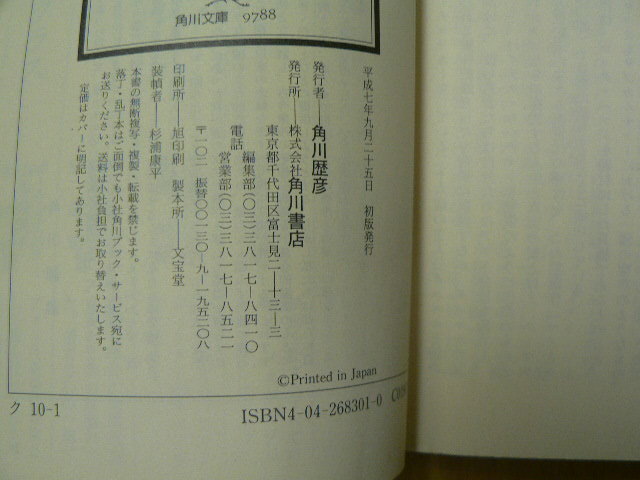 角川文庫 9788
平成七年九月二十五日 初版発行
発行者――角川歴彦
発行所――株式会社角川書店
東京都千代田区富士見二―十三―三
電話 編集部(〇三)三八一七―八四一〇
営業部(〇三)三八一七―八五二一
〒一〇二 振替〇〇一三〇―九―一九五二〇八
印刷所――旭印刷 製本所――文宝堂
装幀者――杉浦康平
本書の無断複写・複製・転載を禁じます。
落丁・乱丁本はご面倒でも小社角川ブック・サービス宛に
お送りください。送料は小社負担でお取り替えいたします。
定価はカバーに明記してあります。
©Printed in Japan
ク 10-1
ISBN4-04-268301-0